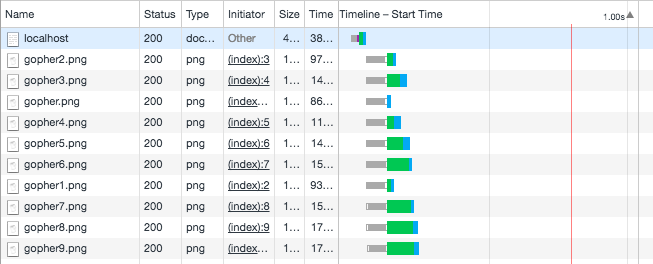 Name Status Type Initiator Size Time Timeline – Start Time 1.00s
localhost 200 doc... Other 4... 38...
gopher2.png 200 png (index):3 1... 97...
gopher3.png 200 png (index):4 1... 14...
gopher.png 200 png (index... 1... 86...
gopher4.png 200 png (index):5 1... 11...
gopher5.png 200 png (index):6 1... 14...
gopher6.png 200 png (index):7 1... 15...
gopher1.png 200 png (index):2 1... 93...
gopher7.png 200 png (index):8 1... 15...
gopher8.png 200 png (index):9 1... 17...
gopher9.png 200 png (index... 1... 17...